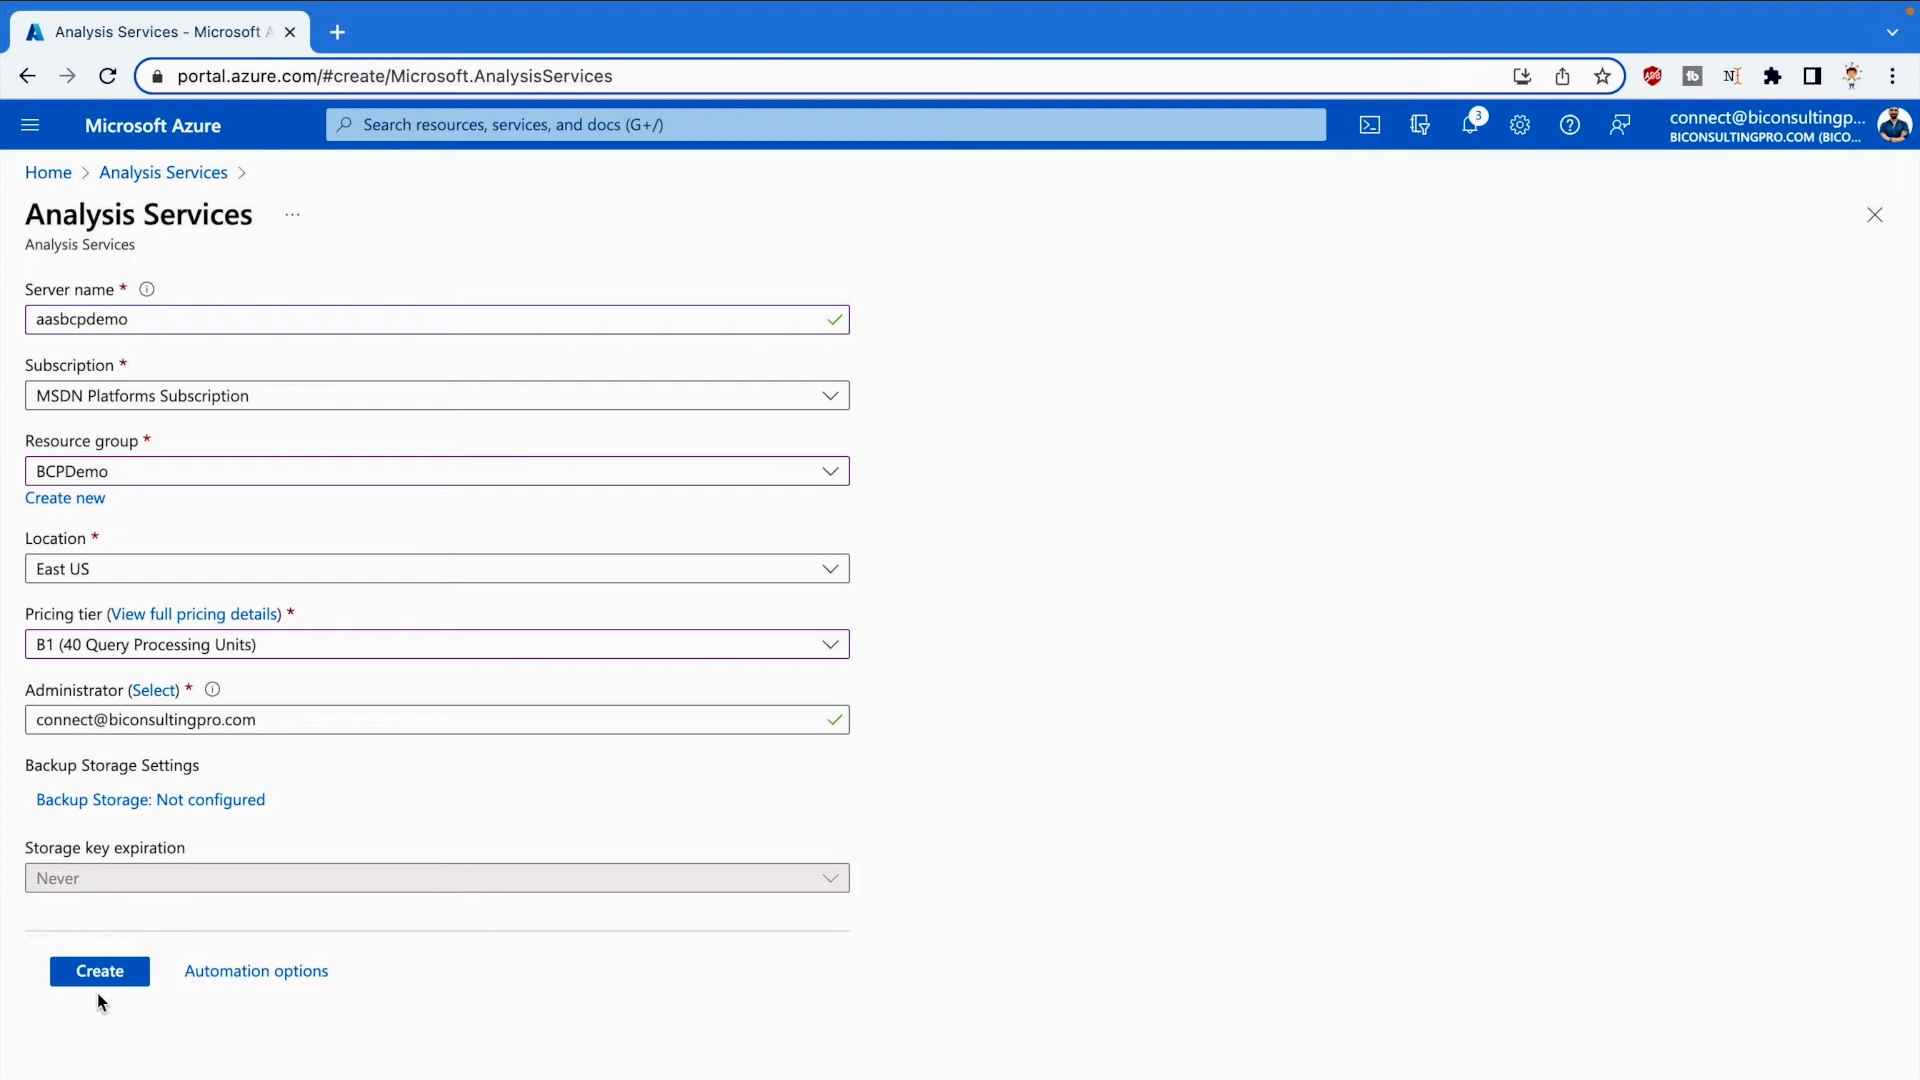 Analysis Services - Microsoft A
portal.azure.com/#create/Microsoft.AnalysisServices
Microsoft Azure
Search resources, services, and docs (G+/)
3
connect@biconsultingp...
BICONSULTINGPRO.COM (BICO...
Home > Analysis Services >
Analysis Services ...
Analysis Services
Server name *
aasbcpdemo
Subscription *
MSDN Platforms Subscription
Resource group *
BCPDemo
Create new
Location *
East US
Pricing tier (View full pricing details) *
B1 (40 Query Processing Units)
Administrator (Select) *
connect@biconsultingpro.com
Backup Storage Settings
Backup Storage: Not configured
Storage key expiration
Never
Create Automation options